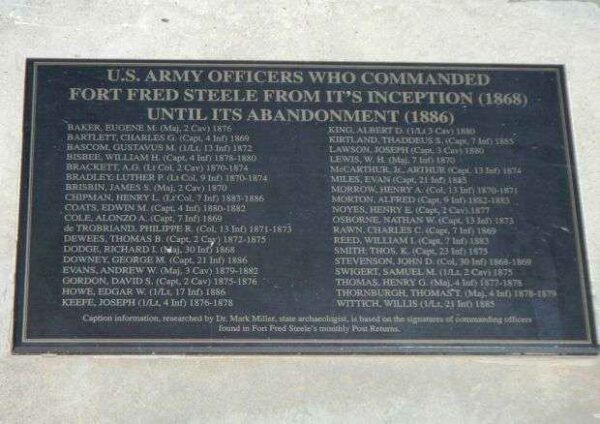 U.S. ARMY OFFICERS WHO COMMANDED
FORT FRED STEELE FROM IT'S INCEPTION (1868)
UNTIL ITS ABANDONMENT (1886)
BAKER, EUGENE M. (Maj, 2 Cav) 1876
BARTLETT, CHARLES G. (Capt, 4 Inf) 1869
BASCOM, GUSTAVUS M. (1/Lt, 13 Inf) 1872
BISBEE, WILLIAM H. (Capt, 4 Inf) 1878-1880
BRACKETT, A.G. (Lt Col, 2 Cav) 1870-1874
BRADLEY, LUTHER P. (Lt Col, 9 Inf) 1870-1874
BRISBIN, JAMES S. (Maj, 2 Cav) 1870
CHIPMAN, HENRY L. (Lt Col, 7 Inf) 1883-1886
COATS, EDWIN M. (Capt, 4 Inf) 1880-1882
COLE, ALONZO A. (Capt, 7 Inf) 1869
de TROBRIAND, PHILIPPE R. (Col, 13 Inf) 1871-1873
DEWEES, THOMAS B. (Capt, 2 Cav) 1872-1875
DODGE, RICHARD I. (Maj, 30 Inf) 1868
DOWNEY, GEORGE M. (Capt, 21 Inf) 1886
EVANS, ANDREW W. (Maj, 3 Cav) 1879-1882
GORDON, DAVID S. (Capt, 2 Cav) 1875-1876
HOWE, EDGAR W. (1/Lt, 17 Inf) 1886
KEEFE, JOSEPH (1/Lt, 4 Inf) 1876-1878
KING, ALBERT D. (1/Lt 3 Cav) 1880
KIRTLAND, THADDEUS S. (Capt, 7 Inf) 1885
LAWSON, JOSEPH (Capt, 3 Cav) 1880
LEWIS, W. H. (Maj, 7 Inf) 1870
McCARTHUR, Jr., ARTHUR (Capt, 13 Inf) 1874
MILES, EVAN (Capt, 21 Inf) 1885
MORROW, HENRY A. (Col, 13 Inf) 1870-1871
MORTON, ALFRED (Capt, 9 Inf) 1882-1883
NOYES, HENRY E. (Capt, 2 Cav) 1877
OSBORNE, NATHAN W. (Capt, 13 Inf) 1873
RAWN, CHARLES C. (Capt, 7 Inf) 1869
REED, WILLIAM I. (Capt, 7 Inf) 1883
SMITH, THOS. K. (Capt, 23 Inf) 1875
STEVENSON, JOHN D. (Col, 30 Inf) 1868-1869
SWIGERT, SAMUEL M. (1/Lt, 2 Cav) 1875
THOMAS, HENRY G. (Maj, 4 Inf) 1877-1878
THORNBURGH, THOMAS T. (Maj, 4 Inf) 1878-1879
WITTICH, WILLIS (1/Lt, 21 Inf) 1885
Caption information, researched by Dr. Mark Miller, state archaeologist, is based on the signatures of commanding officers
found in Fort Fred Steele's monthly Post Returns.